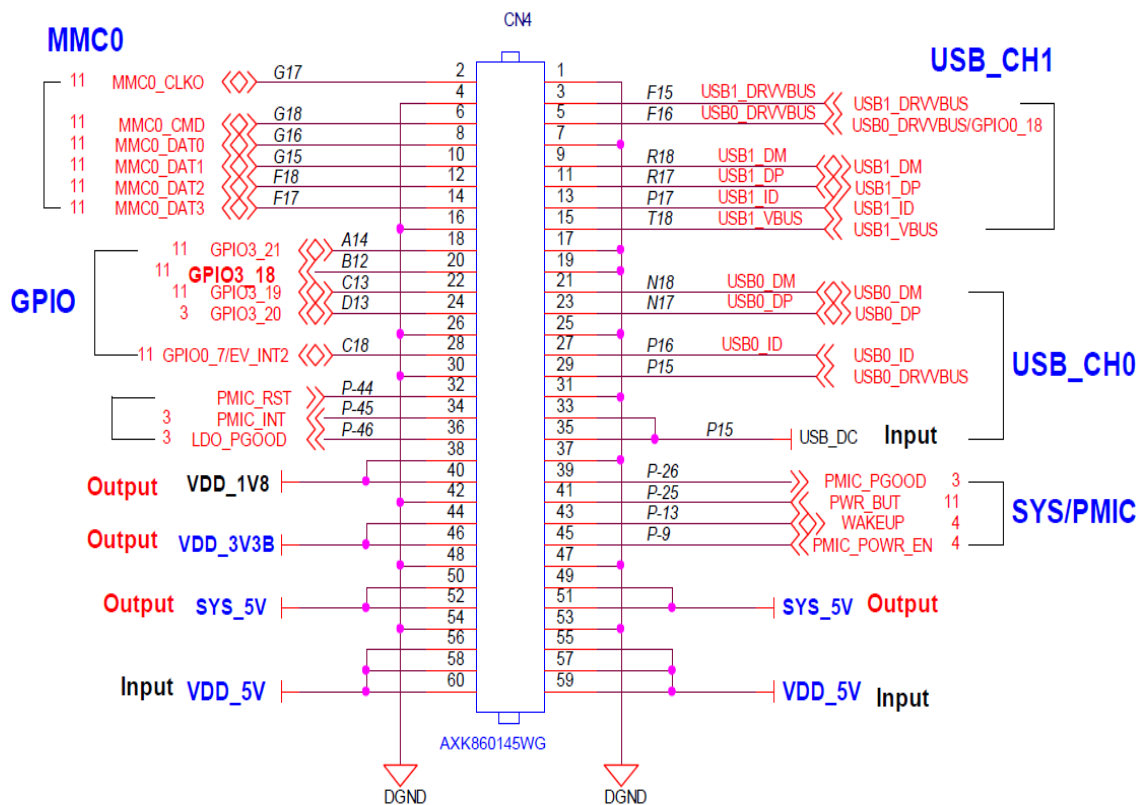 CN4
MMC0
USB_CH1
11 MMC0_CLKO G17 2
4
11 MMC0_CMD G18 6
11 MMC0_DAT0 G16 8
11 MMC0_DAT1 G15 10
11 MMC0_DAT2 F18 12
11 MMC0_DAT3 F17 14
16
GPIO
11 GPIO3_21 A14 18
11 GPIO3_18 B12 20
11 GPIO3_19 C13 22
3 GPIO3_20 D13 24
26
11 GPIO0_7/EV_INT2 C18 28
30
PMIC_RST P-44 32
3 PMIC_INT P-45 34
3 LDO_PGOOD P-46 36
38
Output VDD_1V8 40
42
44
Output VDD_3V3B 46
48
50
Output SYS_5V 52
54
56
58
Input VDD_5V 60
1
3 F15 USB1_DRVVBUS USB1_DRVVBUS
5 F16 USB0_DRVVBUS USB0_DRVVBUS/GPIO0_18
7
9 R18 USB1_DM USB1_DM
11 R17 USB1_DP USB1_DP
13 P17 USB1_ID USB1_ID
15 T18 USB1_VBUS USB1_VBUS
17
19
21 N18 USB0_DM USB0_DM
23 N17 USB0_DP USB0_DP
25
27 P16 USB0_ID USB0_ID
29 P15 USB0_DRVVBUS
USB_CH0
31
33
35 P15 USB_DC Input
37
39 P-26 PMIC_PGOOD 3
41 P-25 PWR_BUT 11
43 P-13 WAKEUP 4
45 P-9 PMIC_POWR_EN 4
SYS/PMIC
47
49
51 SYS_5V Output
53
55
57
59 VDD_5V Input
AXK860145WG
DGND
DGND